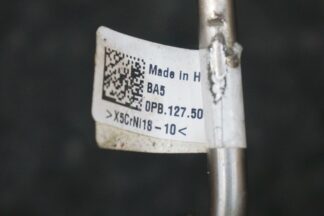 Made in H
BA5
0PB.127.50
>X5CrNi18-10<